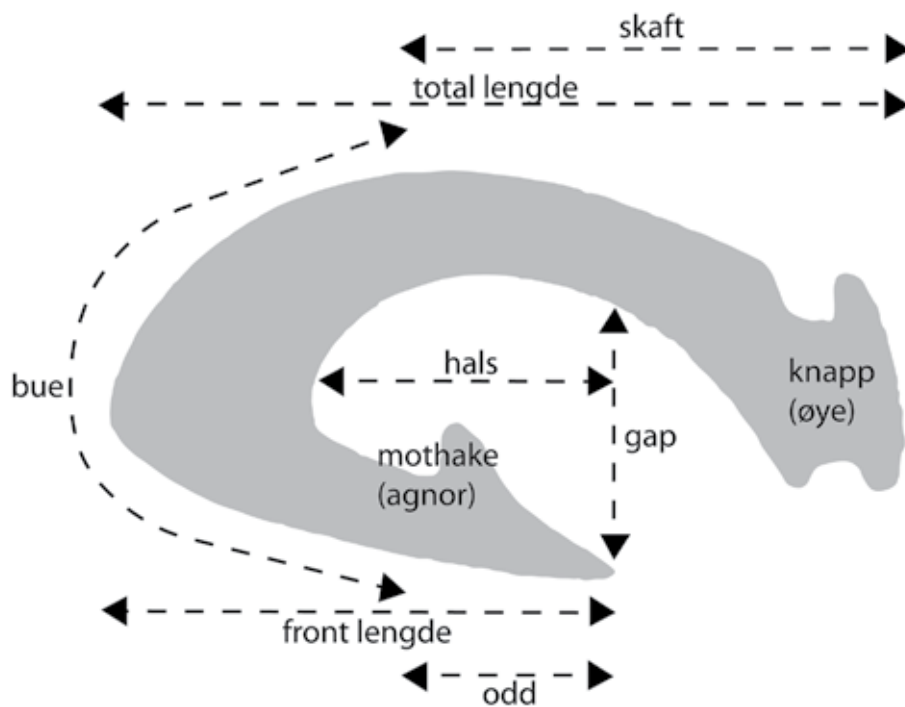 skaft
total lengde
hals
bue
knapp
(øye)
gap
mothake
(agnor)
front lengde
odd